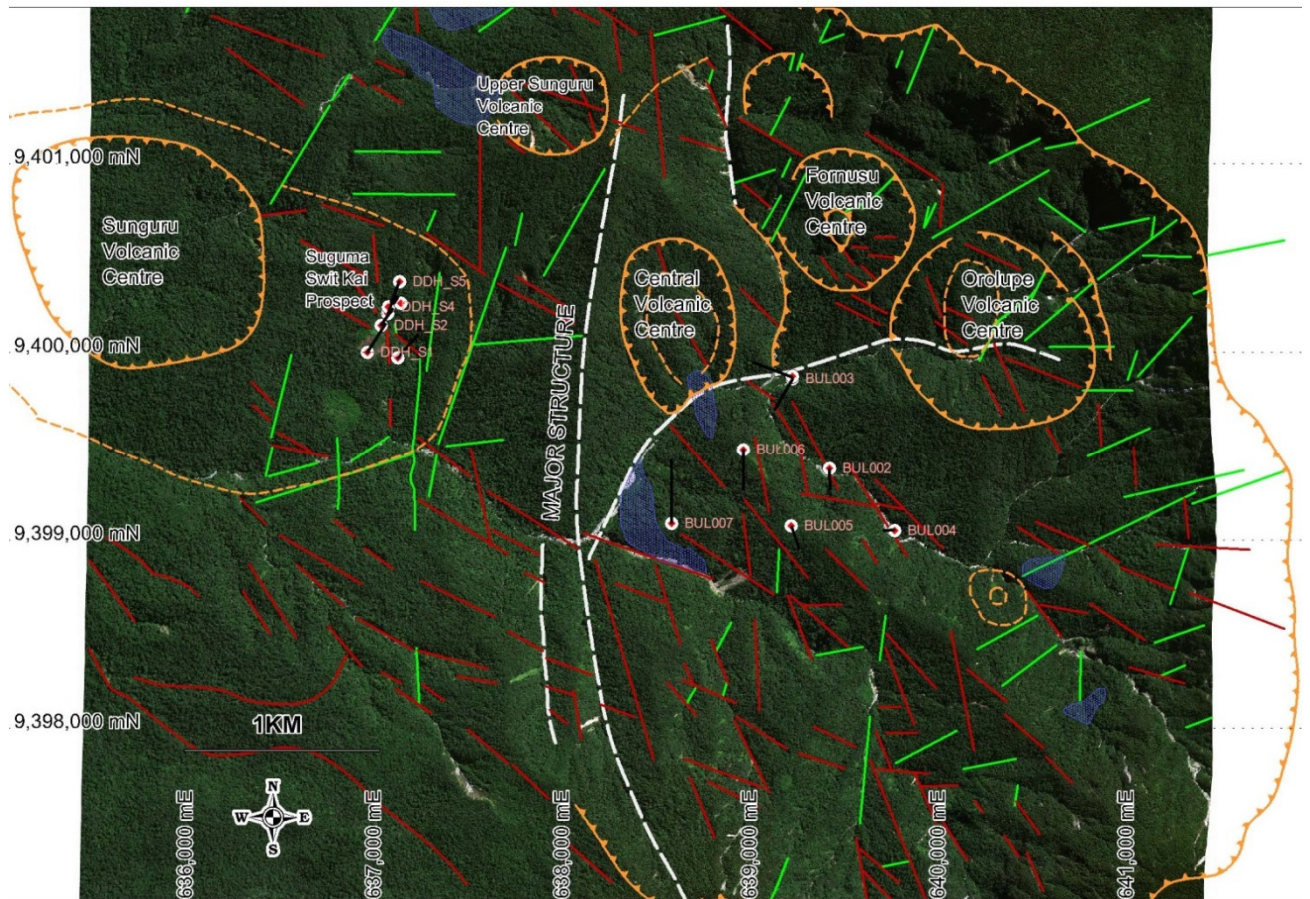 Upper Sunguru
Volcanic
Centre
9,401,000 mN
Fornusu
Volcanic
Centre
Sunguru
Volcanic
Centre
Suguma
Swit Kai
Prospect
DDH_S5
DDH_S4
DDH_S2
DDH_S1
Central
Volcanic
Centre
Orolupe
Volcanic
Centre
9,400,000 mN
MAJOR STRUCTURE
BUL003
BUL006
BUL002
BUL007
BUL005
BUL004
9,399,000 mN
9,398,000 mN
1KM
N
W E
S
636,000 mE
637,000 mE
638,000 mE
639,000 mE
640,000 mE
641,000 mE